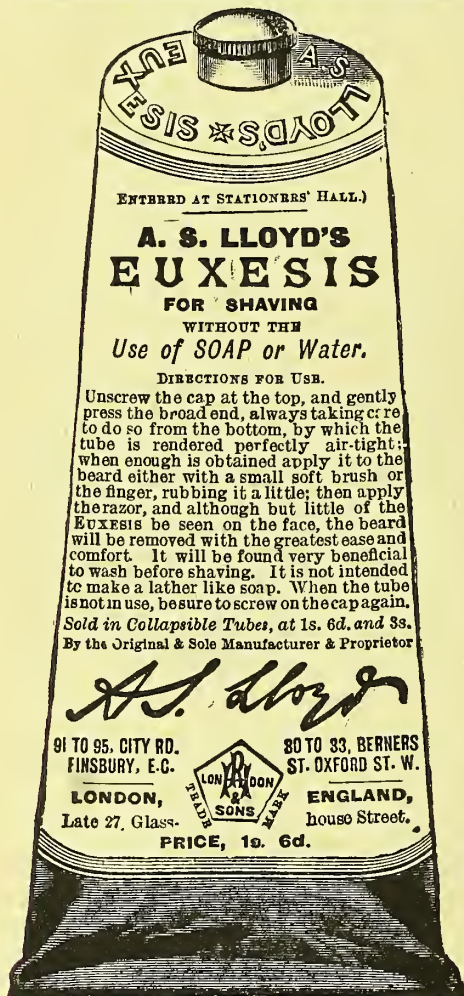 A. S. LLOYD'S EUXESIS
ENTERED AT STATIONERS' HALL.)
A. S. LLOYD'S
EUXESIS
FOR SHAVING
WITHOUT THE
Use of SOAP or Water.
DIRECTIONS FOR USE.
Unscrew the cap at the top, and gently
press the broad end, always taking care
to do so from the bottom, by which the
tube is rendered perfectly air-tight;
when enough is obtained apply it to the
beard either with a small soft brush or
the finger, rubbing it a little; then apply
the razor, and although but little of the
EUXESIS be seen on the face, the beard
will be removed with the greatest ease and
comfort. It will be found very beneficial
to wash before shaving. It is not intended
to make a lather like soap. When the tube
is not in use, be sure to screw on the cap again.
Sold in Collapsible Tubes, at 1s. 6d. and 3s.
By the Original & Sole Manufacturer & Proprietor
A.S. Lloyd
91 TO 95, CITY RD. 80 TO 33, BERNERS
FINSBURY, E.C. ST. OXFORD ST. W.
LONDON
& SONS
TRADE MARK
LONDON, ENGLAND,
Late 27, Glass- house Street.
PRICE, 1s. 6d.